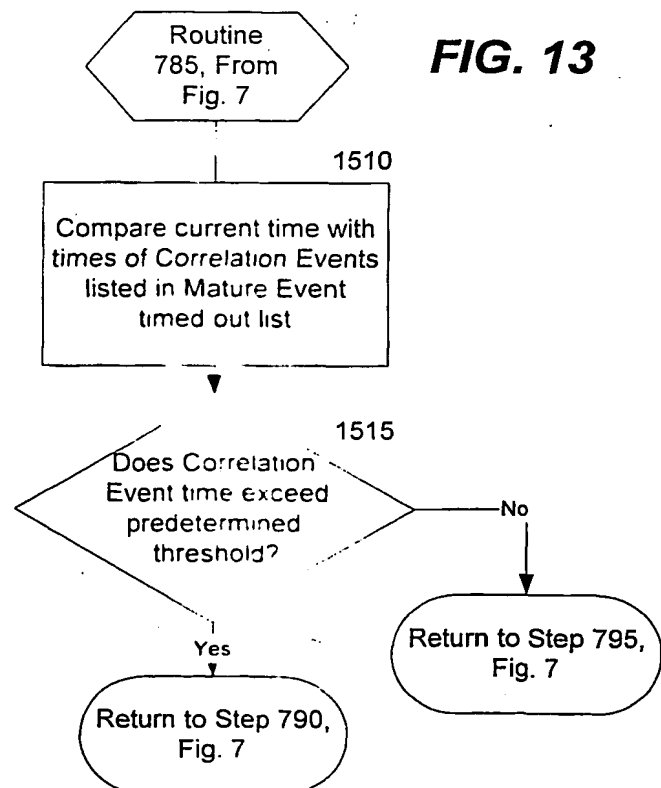 Routine
785, From
Fig. 7
FIG. 13
1510
Compare current time with
times of Correlation Events
listed in Mature Event
timed out list
1515
Does Correlation
Event time exceed
predetermined
threshold?
No
Yes
Return to Step 795,
Fig. 7
Return to Step 790,
Fig. 7